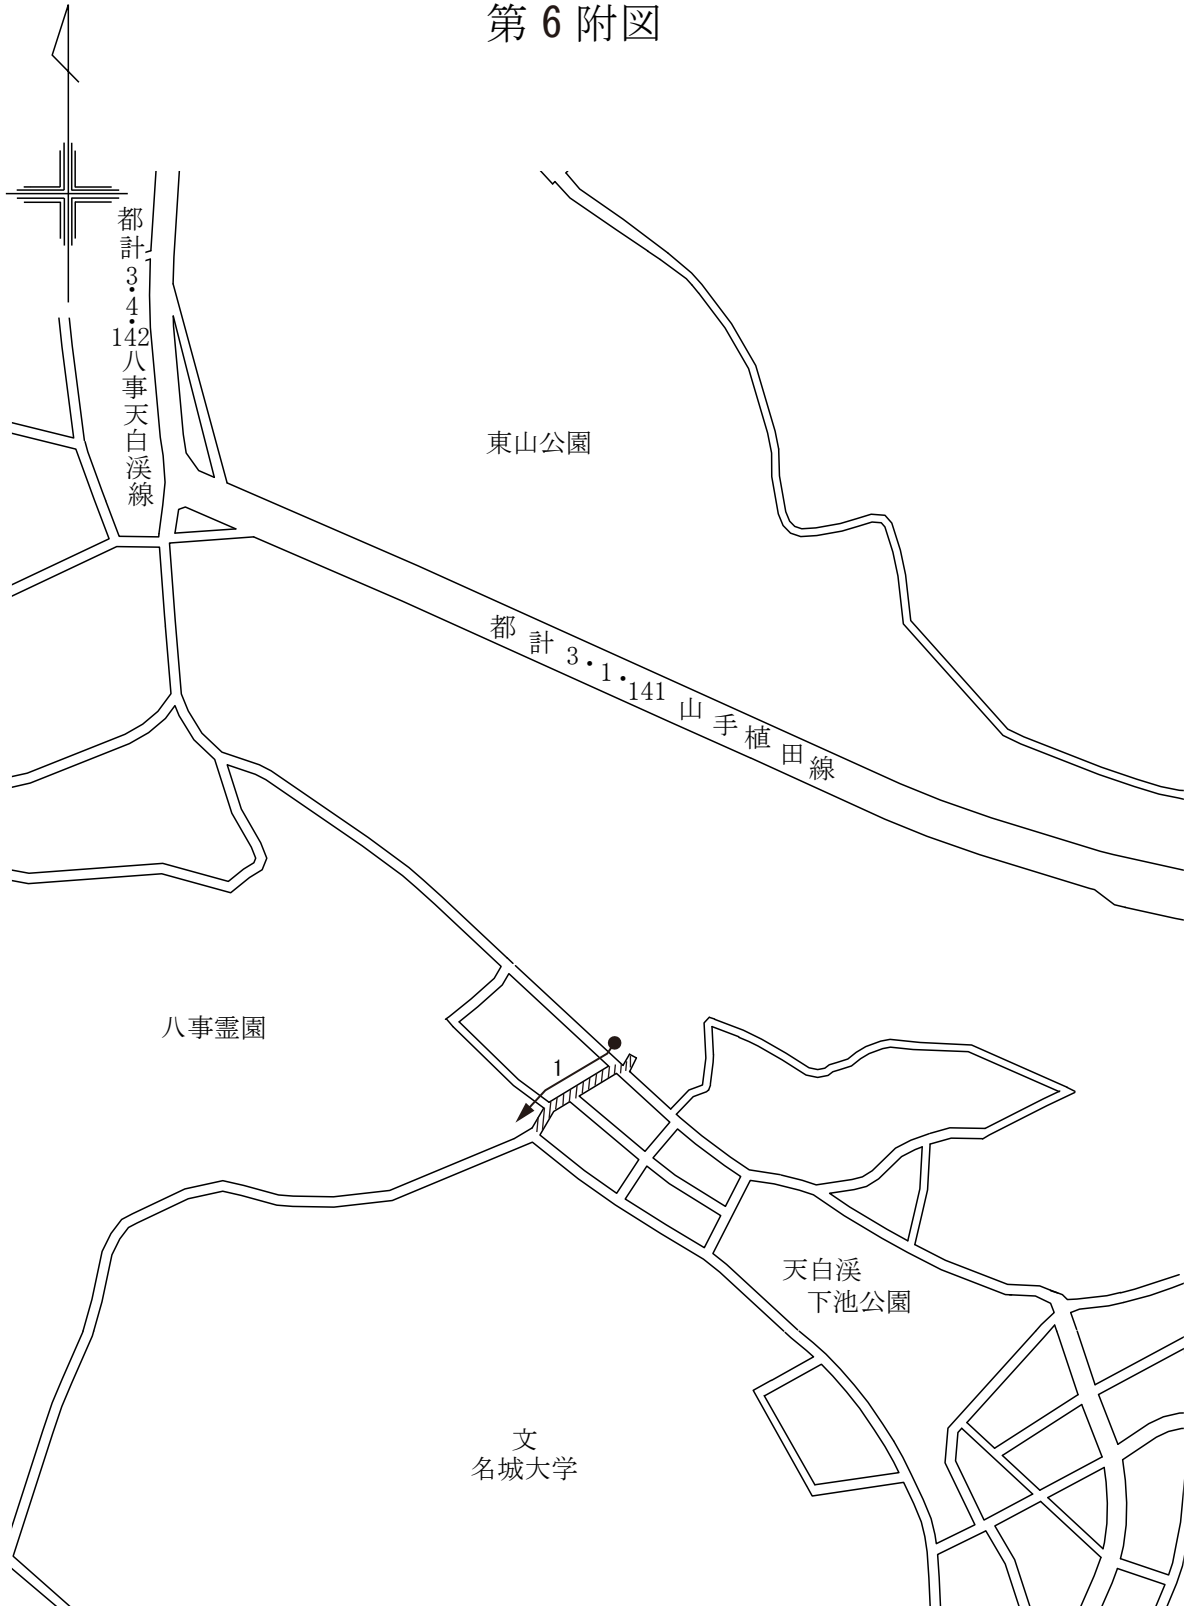 第6附図
都計3・4・142八事天白渓線
東山公園
都計3・1・141山手植田線
八事霊園
1
天白渓
下池公園
文
名城大学